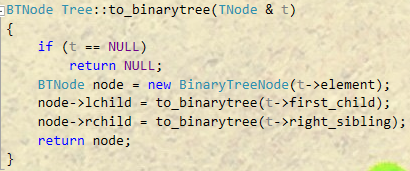 BTNode Tree::to_binarytree(TNode & t)
{
    if (t == NULL)
        return NULL;
    BTNode node = new BinaryTreeNode(t->element);
    node->lchild = to_binarytree(t->first_child);
    node->rchild = to_binarytree(t->right_sibling);
    return node;
}